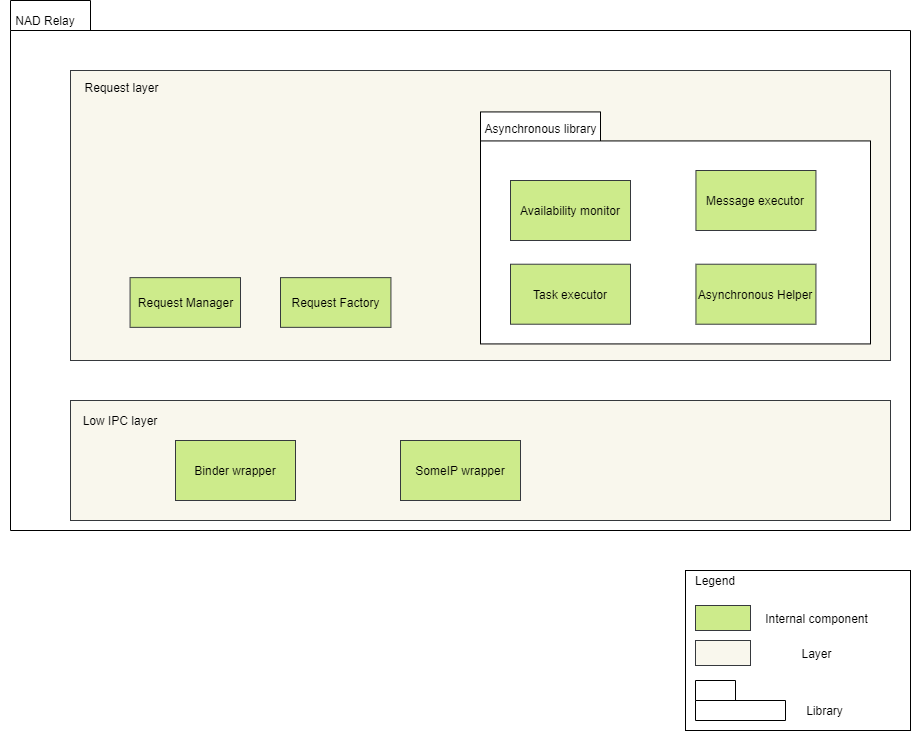 NAD Relay
Request layer
Asynchronous library
Availability monitor
Message executor
Task executor
Asynchronous Helper
Request Manager
Request Factory
Low IPC layer
Binder wrapper
SomeIP wrapper
Legend
Internal component
Layer
Library